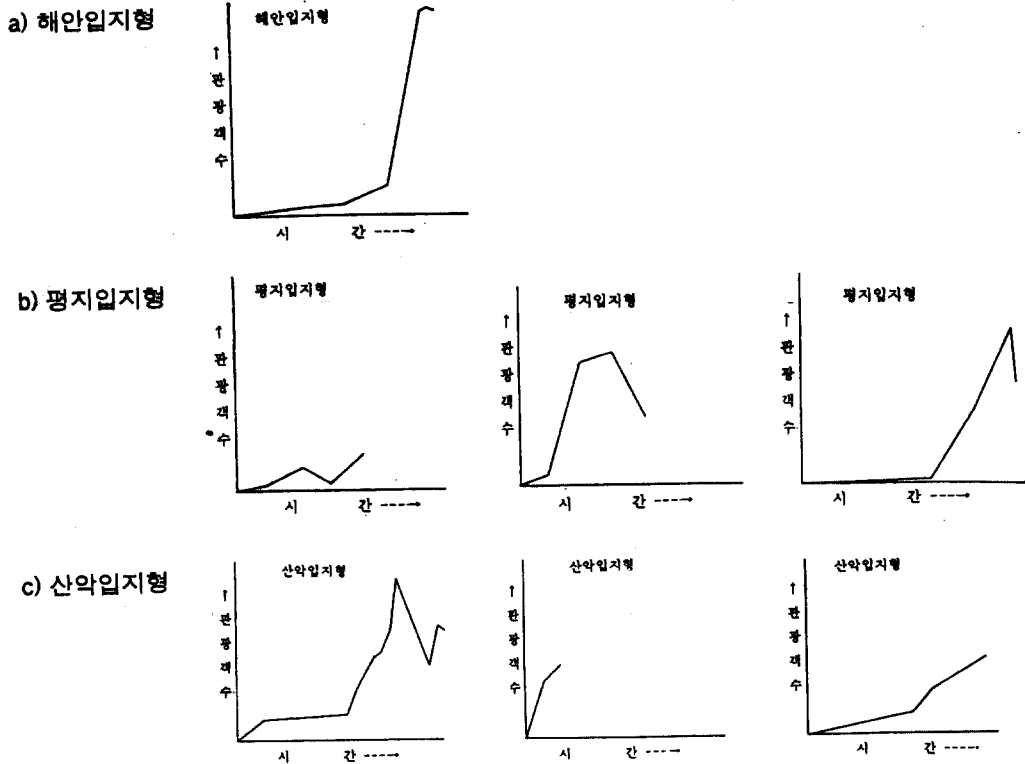 a) 해안입지형
해안입지형
↑
관
광
객
수
시 간 ----→
b) 평지입지형
평지입지형
↑
관
광
객
수
시 간 ----→
평지입지형
↑
관
광
객
수
시 간 ----→
평지입지형
↑
관
광
객
수
시 간 ----→
c) 산악입지형
산악입지형
↑
관
광
객
수
시 간 ----→
산악입지형
↑
관
광
객
수
시 간 ----→
산악입지형
↑
관
광
객
수
시 간 ----→